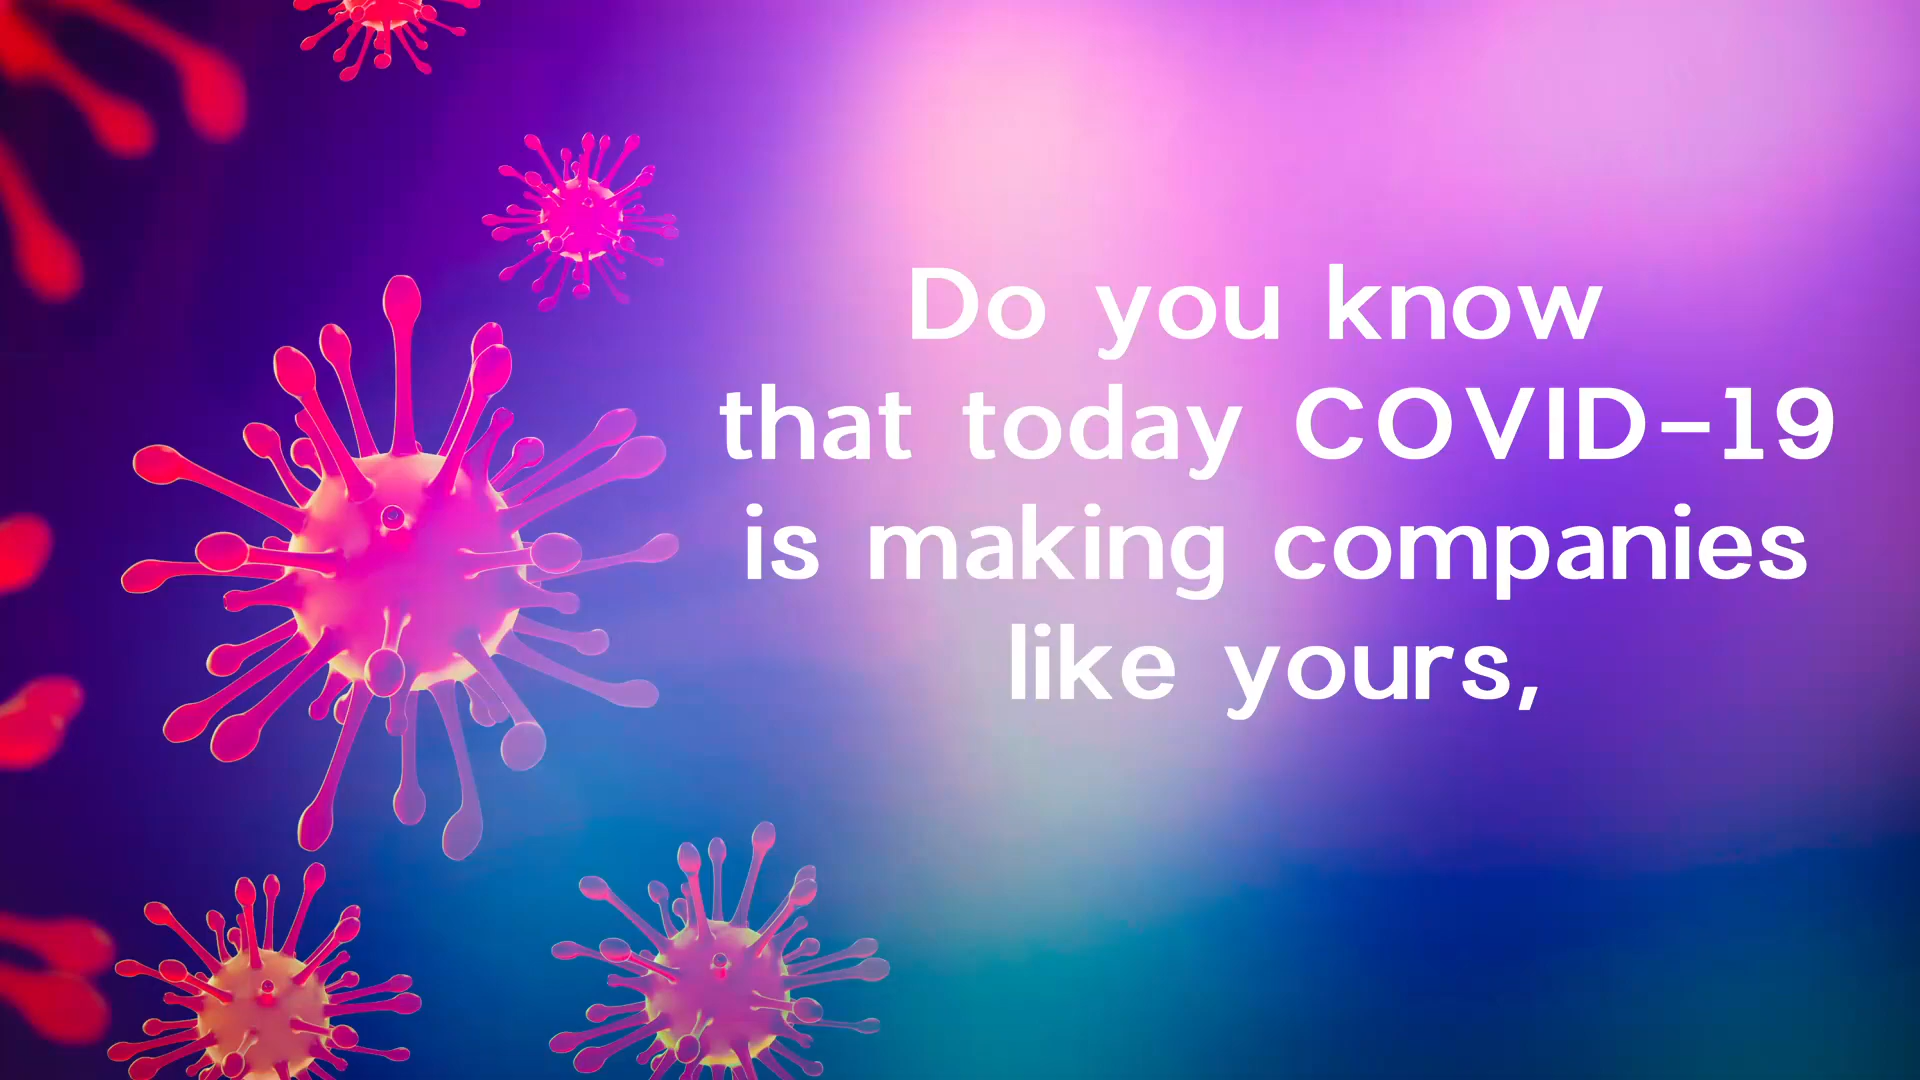 Do you know
that today COVID-19
is making companies
like yours,